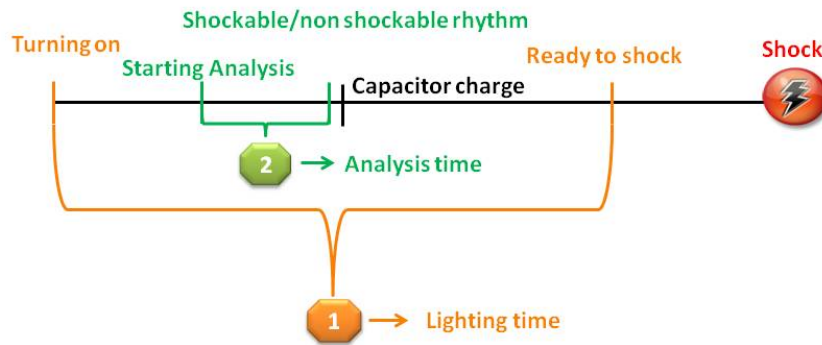 Shockable/non shockable rhythm
Turning on
Ready to shock
Shock
Starting Analysis
Capacitor charge
2
Analysis time
1
Lighting time